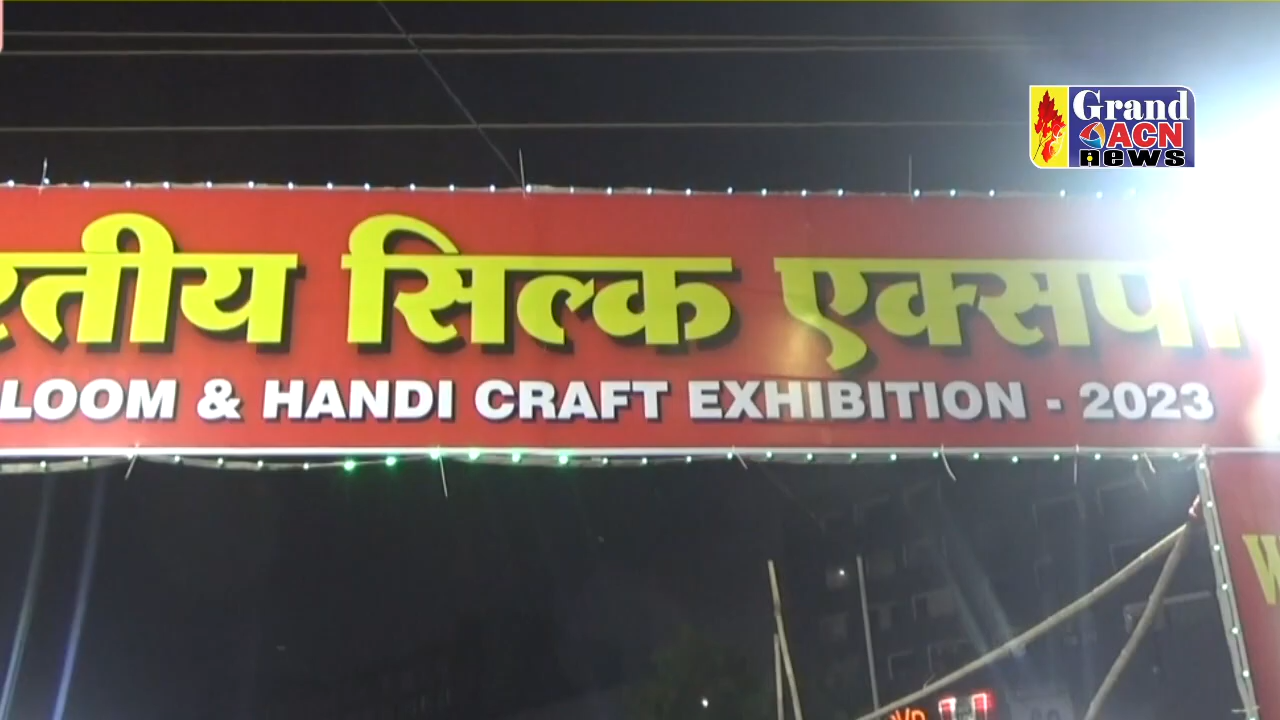 Grand
ACN
news
रतीय सिल्क एक्सपो
LOOM & HANDI CRAFT EXHIBITION - 2023